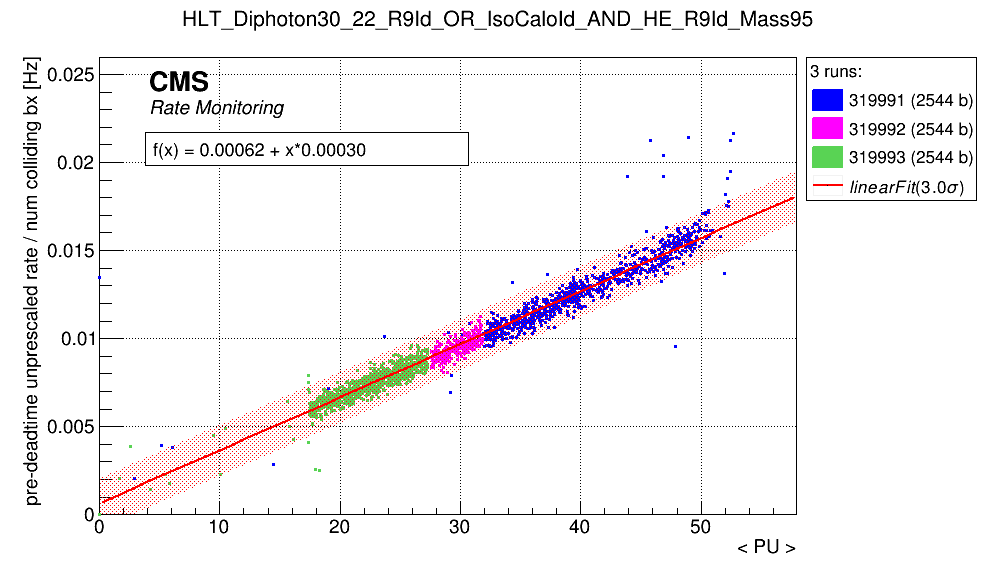 HLT_Diphoton30_22_R9Id_OR_IsoCaloId_AND_HE_R9Id_Mass95
pre-deadtime unprescaled rate / num colliding bx [Hz]
0.025
0.02
0.015
0.01
0.005
0
CMS
Rate Monitoring
f(x) = 0.00062 + x*0.00030
3 runs:
319991 (2544 b)
319992 (2544 b)
319993 (2544 b)
linearFit(3.0σ)
0 10 20 30 40 50
< PU >